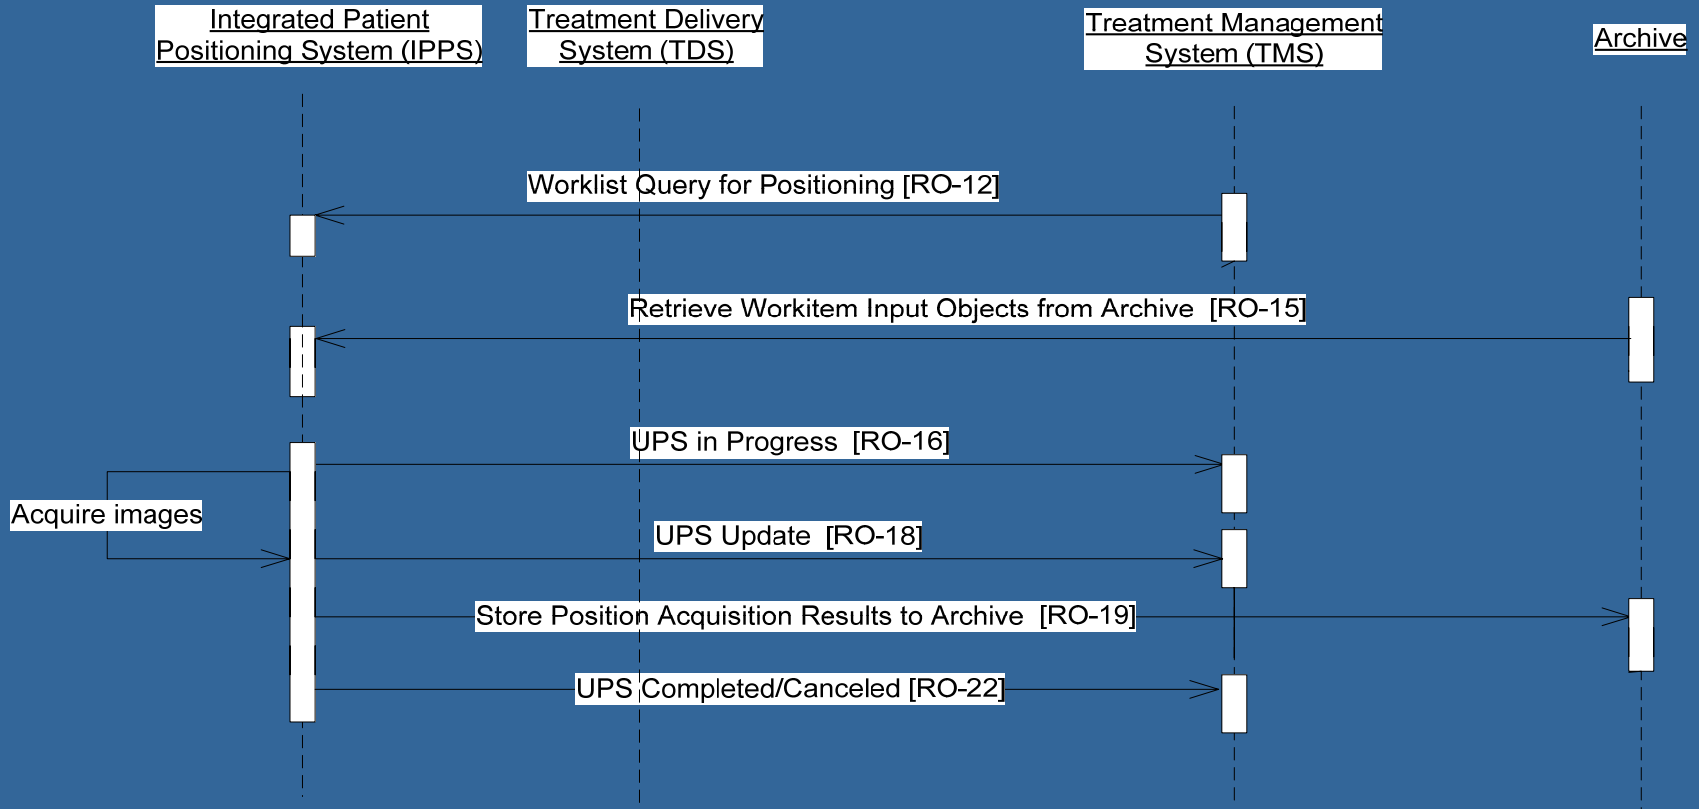 Integrated Patient
Positioning System (IPPS)
Treatment Delivery
System (TDS)
Treatment Management
System (TMS)
Archive
Worklist Query for Positioning [RO-12]
Retrieve Workitem Input Objects from Archive [RO-15]
UPS in Progress [RO-16]
Acquire images
UPS Update [RO-18]
Store Position Acquisition Results to Archive [RO-19]
UPS Completed/Canceled [RO-22]